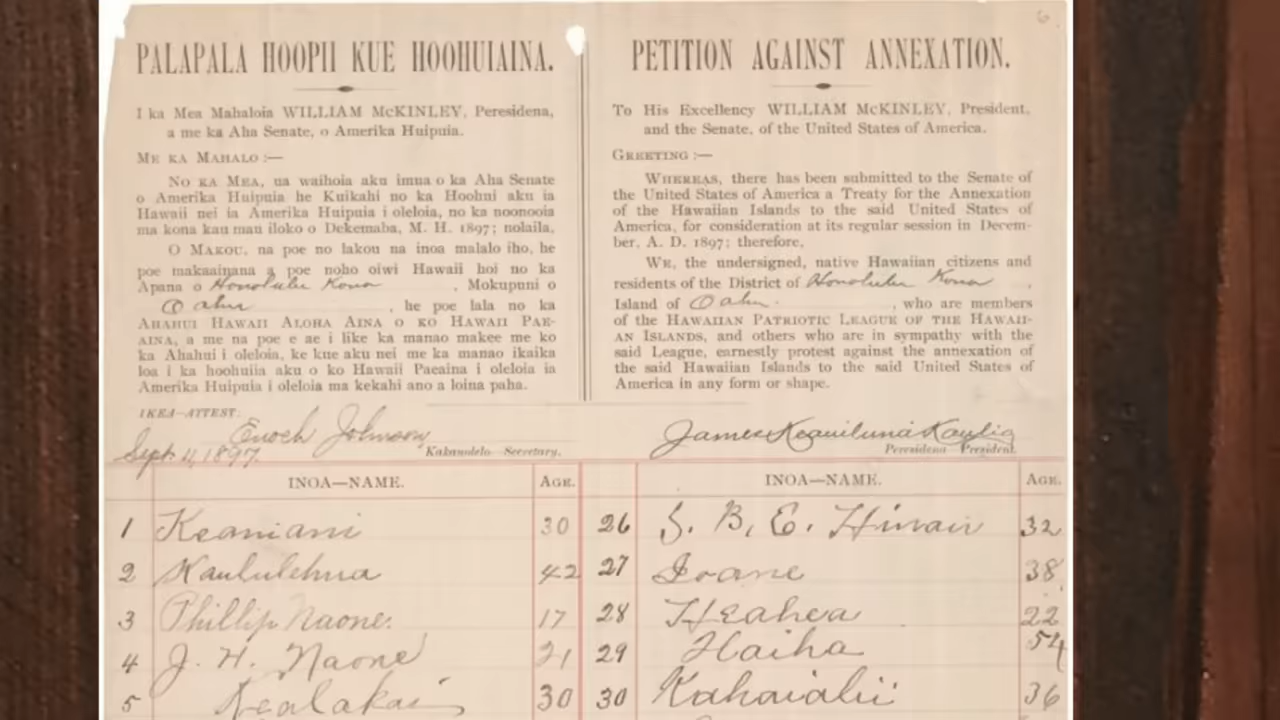 6.
PALAPALA HOOPII KUE HOOHUIAINA.
I ka Mea Mahaloia WILLIAM McKINLEY, Peresidena,
a me ka Aha Senate, o Amerika Huipuia.
ME KA MAHALO :—
NO KA MEA, ua waihoia aku imua o ka Aha Senate
o Amerika Huipuia he Kuikahi no ka Hoohui aku ia
Hawaii nei ia Amerika Huipuia i oleloia, no ka noonooia
ma kona kau mau iloko o Dekemaba, M. H. 1897; nolaila,
O MAKOU, na poe no lakou na inoa malalo iho, he
poe makaainana a poe noho oiwi Hawaii hoi no ka
Apana o Honolulu Kona, Mokupuni o
Oahu, he poe lala no ka
AHAHUI HAWAII ALOHA AINA O KO HAWAII PAE-
AINA, a me na poe e ae i like ka manao makee me ko
ka Ahahui i oleloia, ke kue aku nei me ka manao ikaika
loa i ka hoohuiia aku o ko Hawaii Paeaina i oleloia ia
Amerika Huipuia i oleloia ma kekahi ano a loina paha.
PETITION AGAINST ANNEXATION.
To His Excellency WILLIAM McKINLEY, President,
and the Senate, of the United States of America.
GREETING :—
WHEREAS, there has been submitted to the Senate of
the United States of America a Treaty for the Annexation
of the Hawaiian Islands to the said United States of
America, for consideration at its regular session in Decem-
ber, A. D. 1897; therefore,
WE, the undersigned, native Hawaiian citizens and
residents of the District of Honolulu Kona,
Island of Oahu., who are members
of the HAWAIIAN PATRIOTIC LEAGUE OF THE HAWAII-
AN ISLANDS, and others who are in sympathy with the
said League, earnestly protest against the annexation of
the said Hawaiian Islands to the said United States of
America in any form or shape.
IKEA—ATTEST:
Enoch Johnson
Sept 11, 1897. Kakauolelo Secretary.
James Keauiluna Kaulia
Peresidena President.
INOA—NAME. AGE. INOA—NAME. AGE.
1 Keaniani 30 26 S. B, E. 32
2 Kaululehua 42 27 Ioane 38
3 Phillip Naone. 17 28 Heahea 22
4 J. H. Naone 21 29 Haiha 54
5 Kealakai 30 30 Kahaialii 36